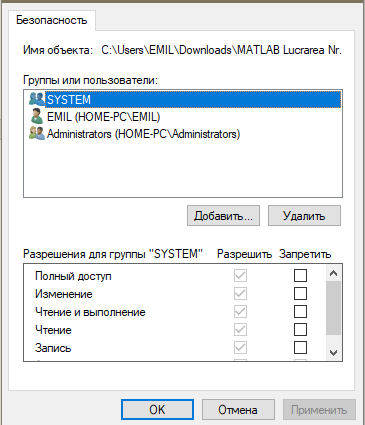 Безопасность
Имя объекта: C:\Users\EMIL\Downloads\MATLAB Lucrarea Nr.
Группы или пользователи:
SYSTEM
EMIL (HOME-PC\EMIL)
Administrators (HOME-PC\Administrators)
Добавить... Удалить
Разрешения для группы "SYSTEM" Разрешить Запретить
Полный доступ
Изменение
Чтение и выполнение
Чтение
Запись
OK Отмена Применить